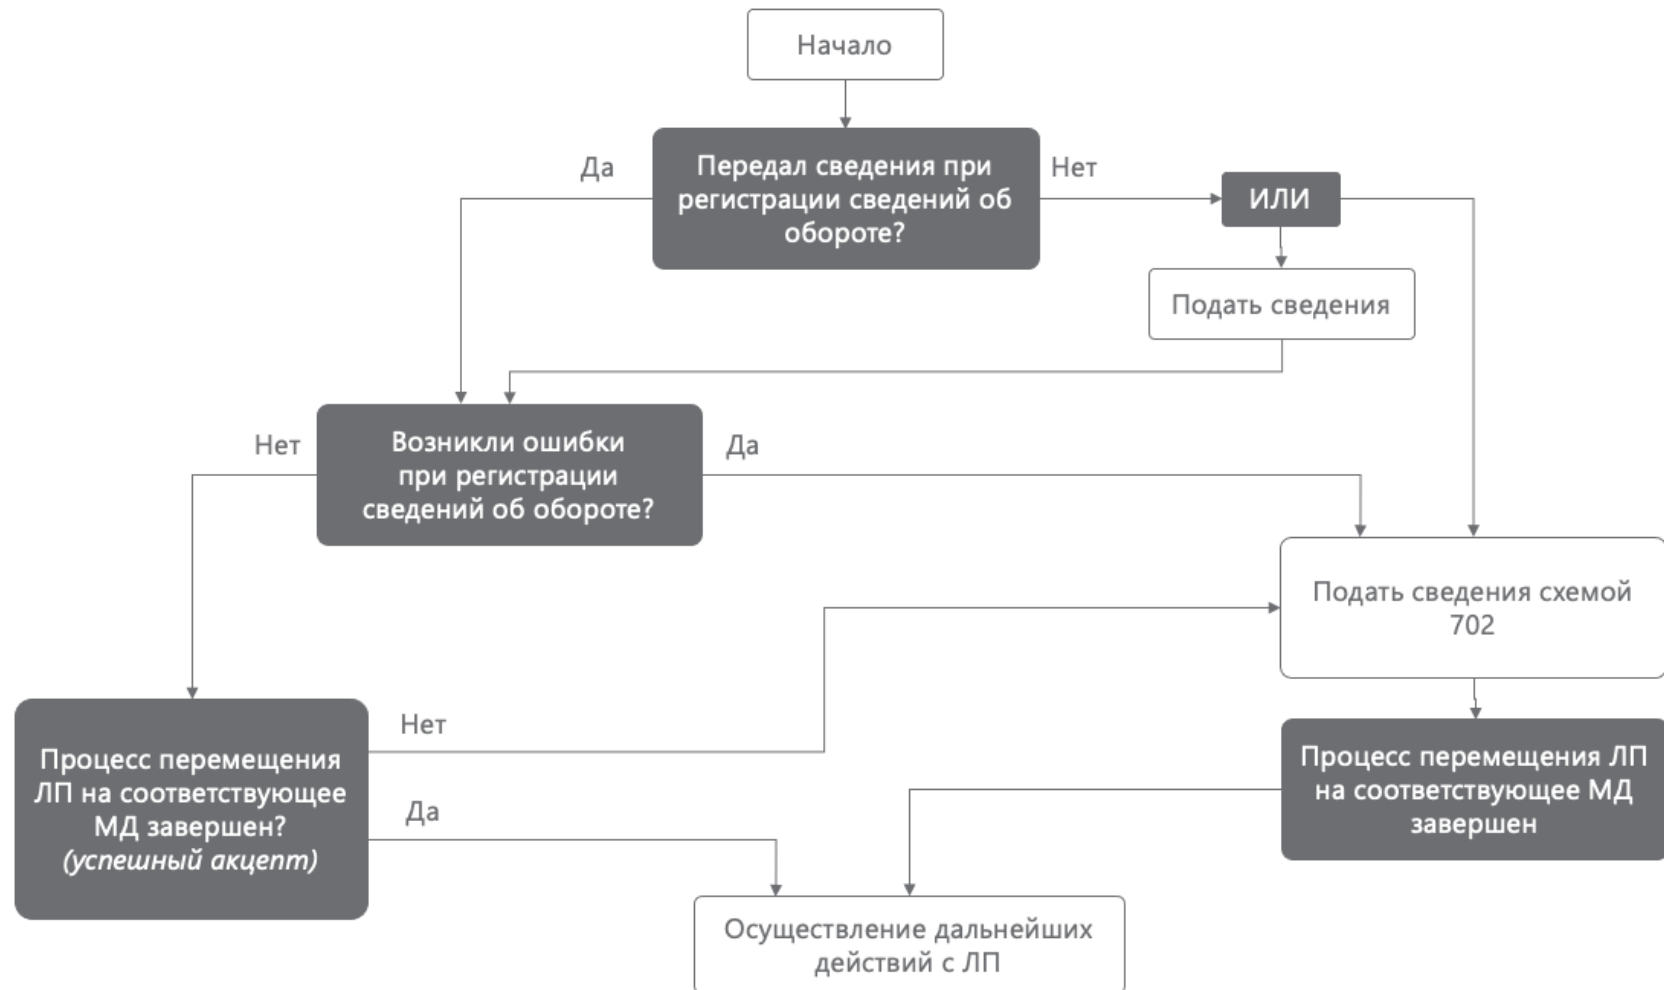 Начало
Да
Передал сведения при
регистрации сведений об
обороте?
Нет
ИЛИ
Подать сведения
Нет
Возникли ошибки
при регистрации
сведений об обороте?
Да
Подать сведения схемой
702
Процесс перемещения
ЛП на соответствующее
МД завершен?
(успешный акцепт)
Нет
Да
Процесс перемещения ЛП
на соответствующее МД
завершен
Осуществление дальнейших
действий с ЛП